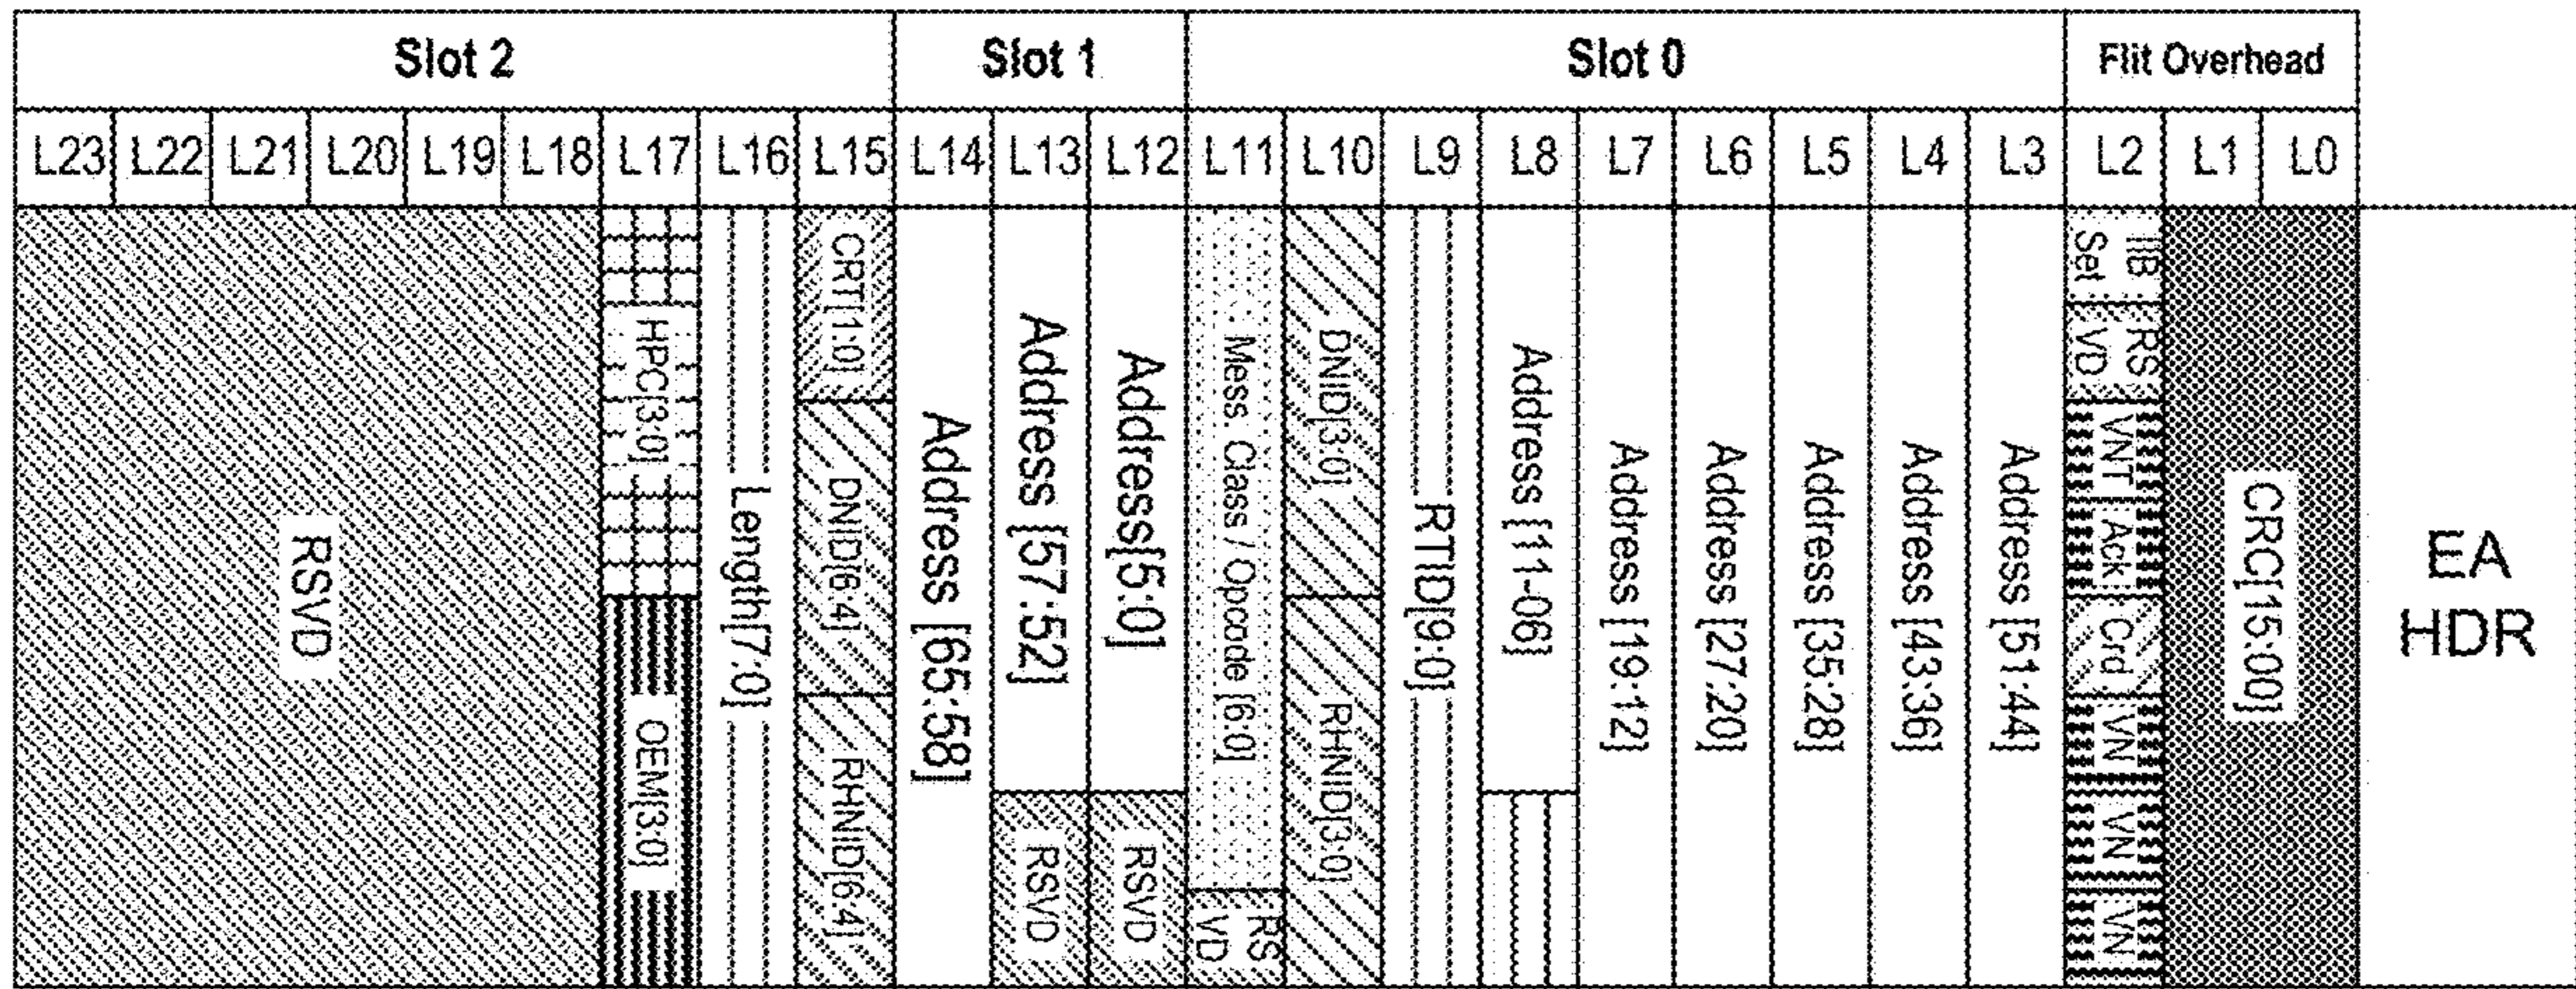 Slot 2 Slot 1 Slot 0 Flit Overhead
L23 L22 L21 L20 L19 L18 L17 L16 L15 L14 L13 L12 L11 L10 L9 L8 L7 L6 L5 L4 L3 L2 L1 L0
RSVD
HPC[3:0]
OEM[3:0]
Length[7:0]
CRT[1:0]
DNID[6:4]
RHNID[6:4]
Address [65:58]
Address [57:52]
RSVD
Address[5:0]
RSVD
Mess. Class / Opcode [6:0]
RS
VD
DNID[3:0]
RHNID[3:0]
RTID[9:0]
Address [11-06]
Address [19:12]
Address [27:20]
Address [35:28]
Address [43:36]
Address [51:44]
IIB
Sel
RS
VD
VNT
Ack
Crd
VN
VN
VN
CRC[15:00]
EA
HDR